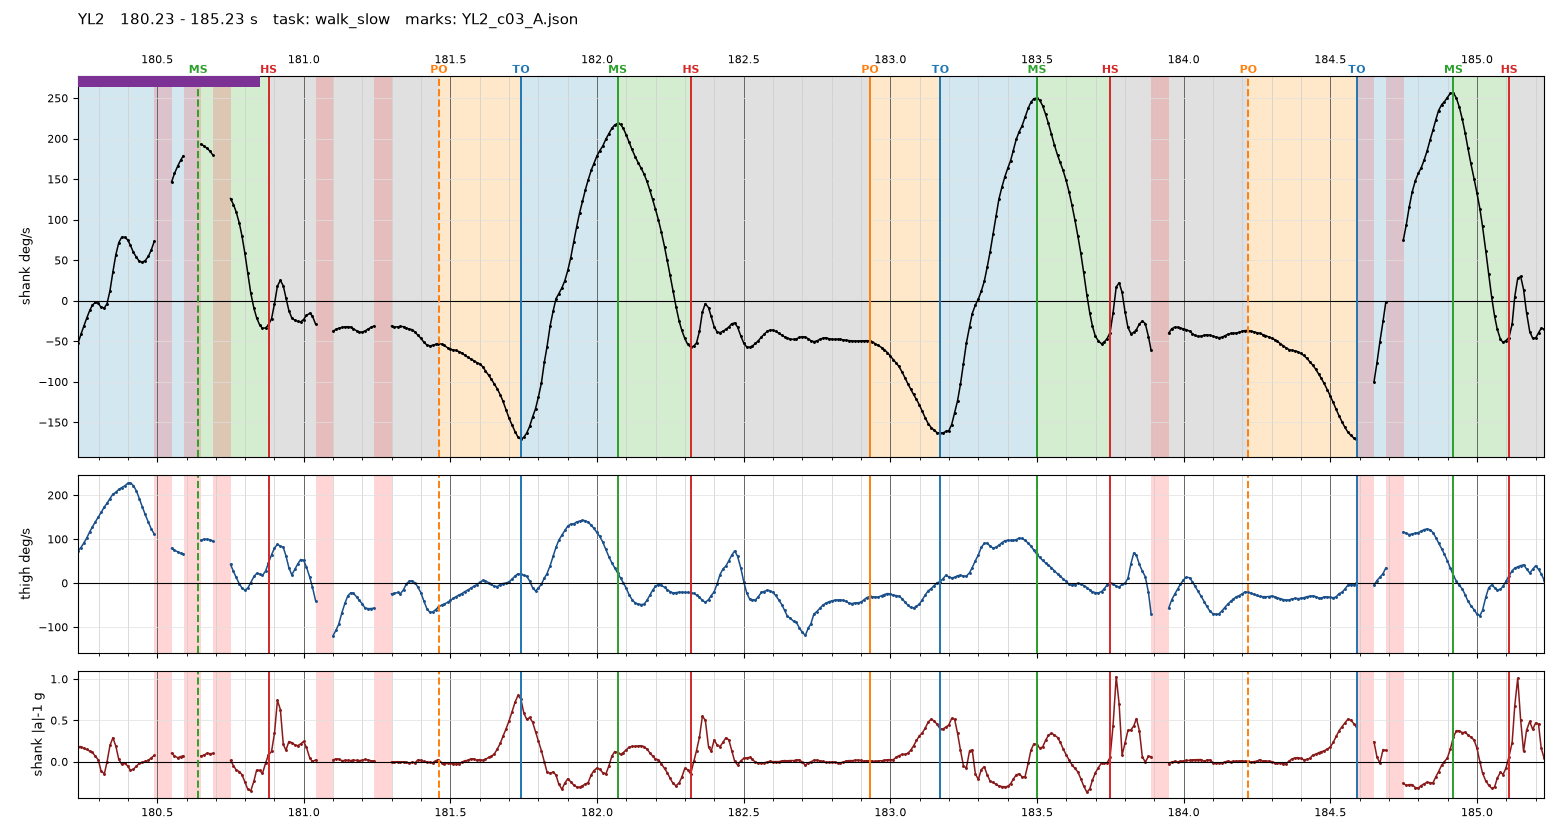 YL2   180.23 - 185.23 s   task: walk_slow   marks: YL2_c03_A.json
180.5 181.0 181.5 182.0 182.5 183.0 183.5 184.0 184.5 185.0
MS HS PO TO MS HS PO TO MS HS PO TO MS HS
shank deg/s
250
200
150
100
50
0
−50
−100
−150
thigh deg/s
200
100
0
−100
shank |a|-1 g
1.0
0.5
0.0
180.5 181.0 181.5 182.0 182.5 183.0 183.5 184.0 184.5 185.0